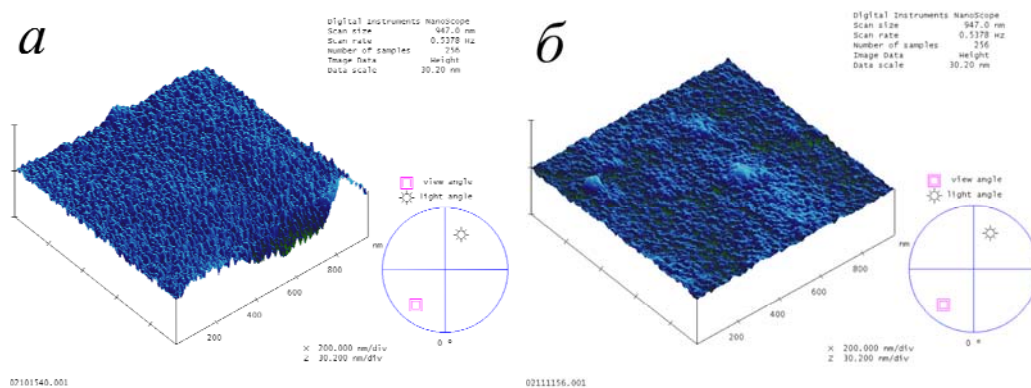 а
Digital Instruments NanoScope
Scan size 947.0 nm
Scan rate 0.5378 Hz
Number of samples 256
Image Data Height
Data scale 30.20 nm
view angle
light angle
nm
800
600
400
200
X 200.000 nm/div
Z 30.200 nm/div
0 °
02101540.001
б
Digital Instruments NanoScope
Scan size 947.0 nm
Scan rate 0.5378 Hz
Number of samples 256
Image Data Height
Data scale 30.20 nm
view angle
light angle
nm
800
600
400
200
X 200.000 nm/div
Z 30.200 nm/div
0 °
02111156.001